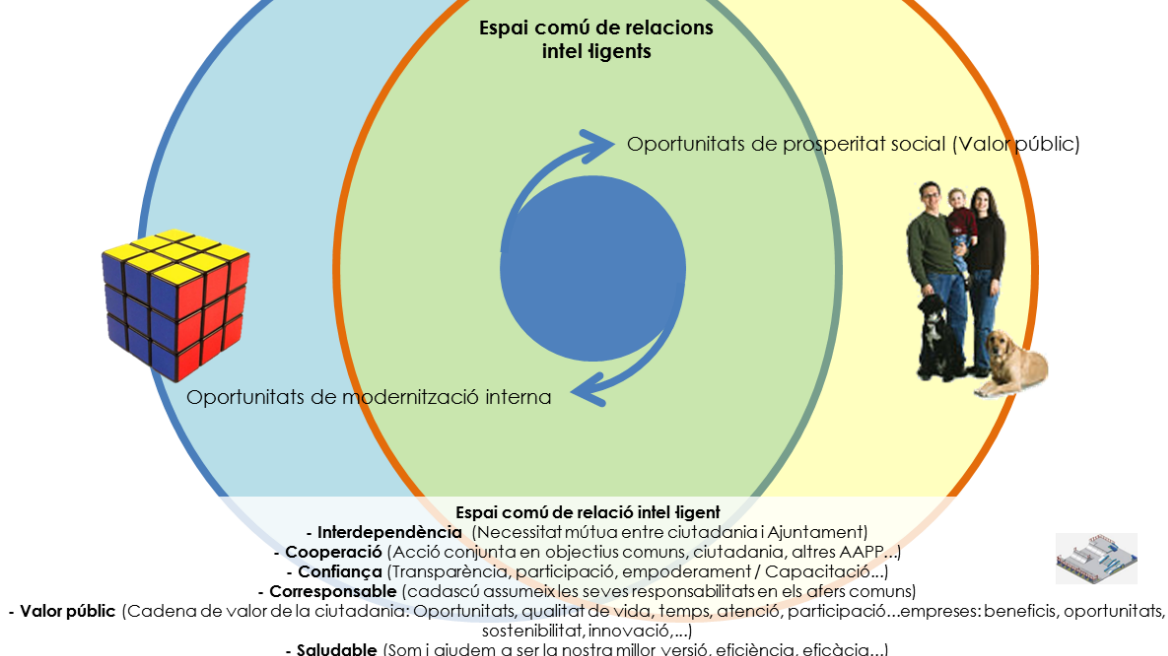 Espai comú de relacions
intel·ligents
Oportunitats de prosperitat social (Valor públic)
Oportunitats de modernització interna
Espai comú de relació intel·ligent
- Interdependència (Necessitat mútua entre ciutadania i Ajuntament)
- Cooperació (Acció conjunta en objectius comuns, ciutadania, altres AAPP...)
- Confiança (Transparència, participació, empoderament / Capacitació...)
- Corresponsable (cadascú assumeix les seves responsabilitats en els afers comuns)
- Valor públic (Cadena de valor de la ciutadania: Oportunitats, qualitat de vida, temps, atenció, participació...empreses: beneficis, oportunitats,
sostenibilitat, innovació,...)
- Saludable (Som i ajudem a ser la nostra millor versió, eficiència, eficàcia...)